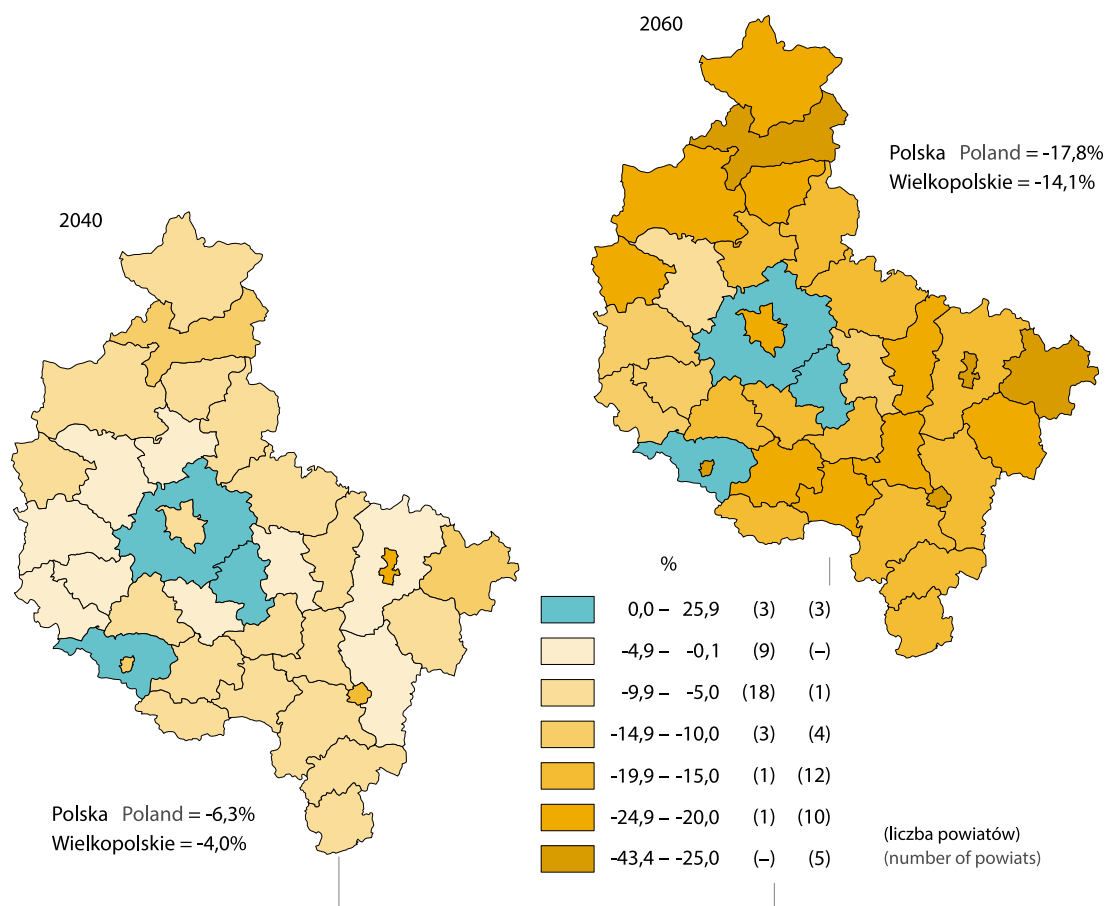 2060
Polska Poland = -17,8%
Wielkopolskie = -14,1%
2040
%
0,0 – 25,9 (3) (3)
-4,9 – -0,1 (9) (–)
-9,9 – -5,0 (18) (1)
-14,9 – -10,0 (3) (4)
-19,9 – -15,0 (1) (12)
-24,9 – -20,0 (1) (10)
-43,4 – -25,0 (–) (5)
Polska Poland = -6,3%
Wielkopolskie = -4,0%
(liczba powiatów)
(number of powiats)